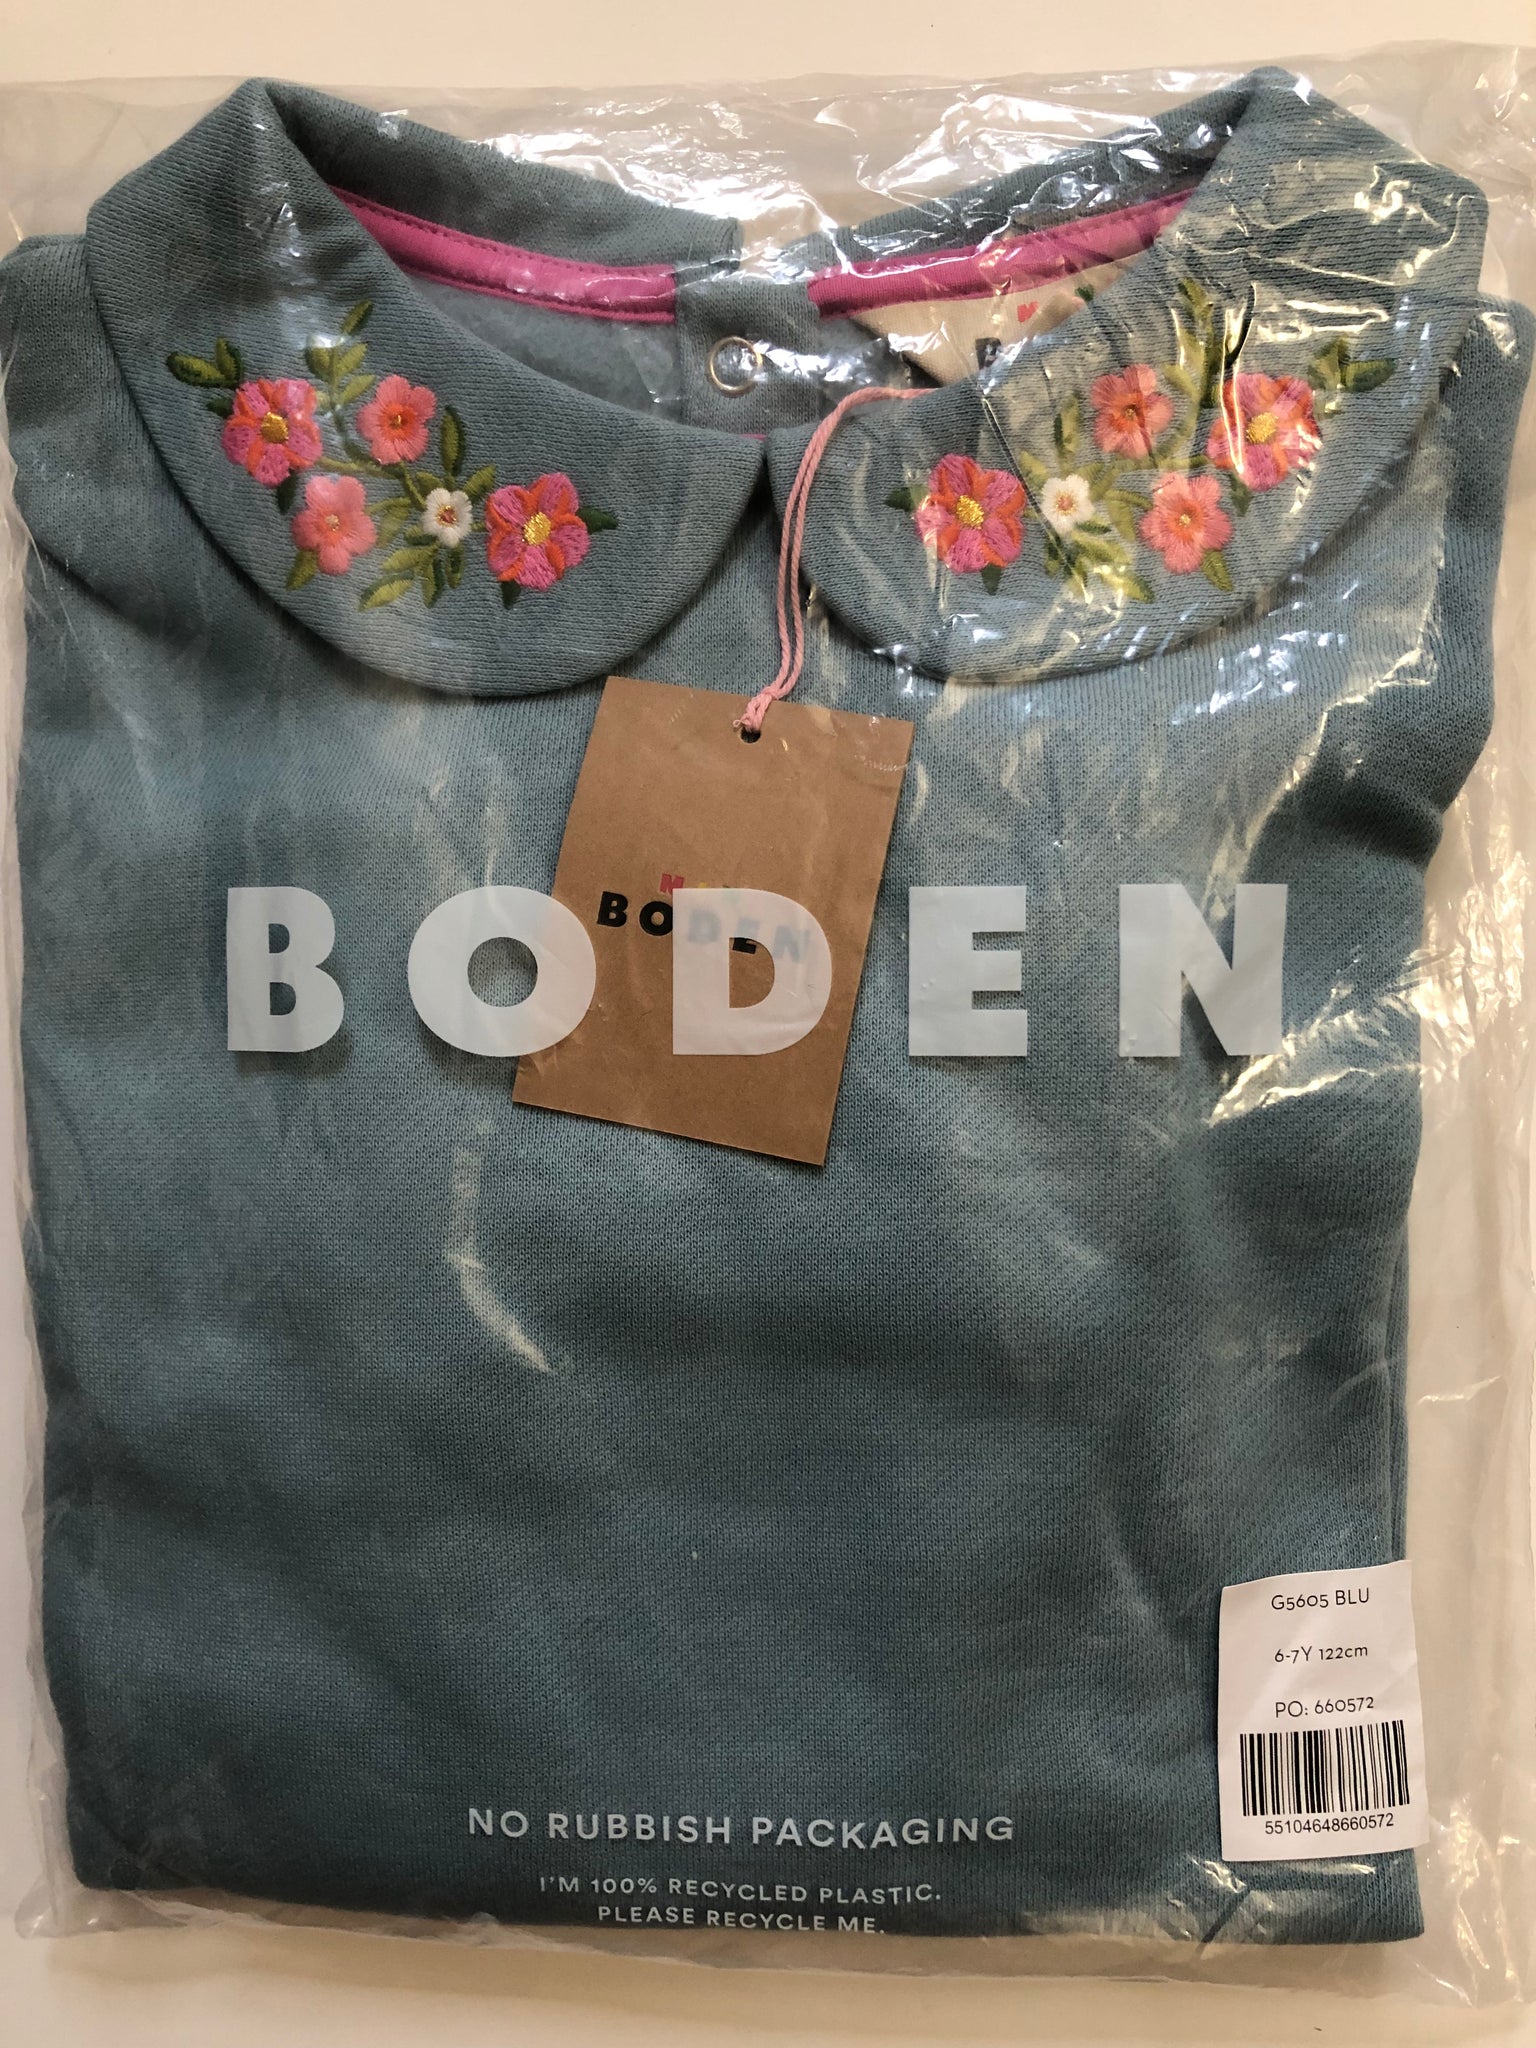 M
BODEN
BODEN
G5605 BLU
6-7Y 122cm
PO: 660572
55104648660572
NO RUBBISH PACKAGING
I'M 100% RECYCLED PLASTIC.
PLEASE RECYCLE ME.